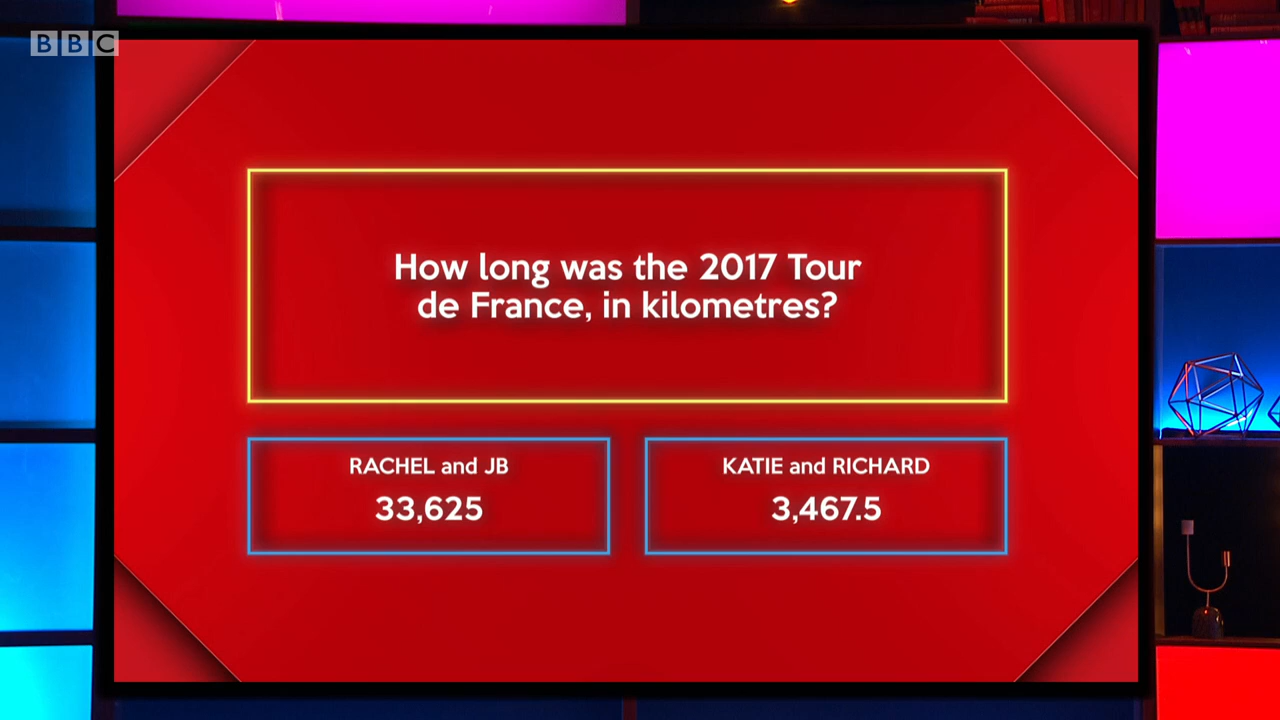 BBC
How long was the 2017 Tour
de France, in kilometres?
RACHEL and JB
33,625
KATIE and RICHARD
3,467.5